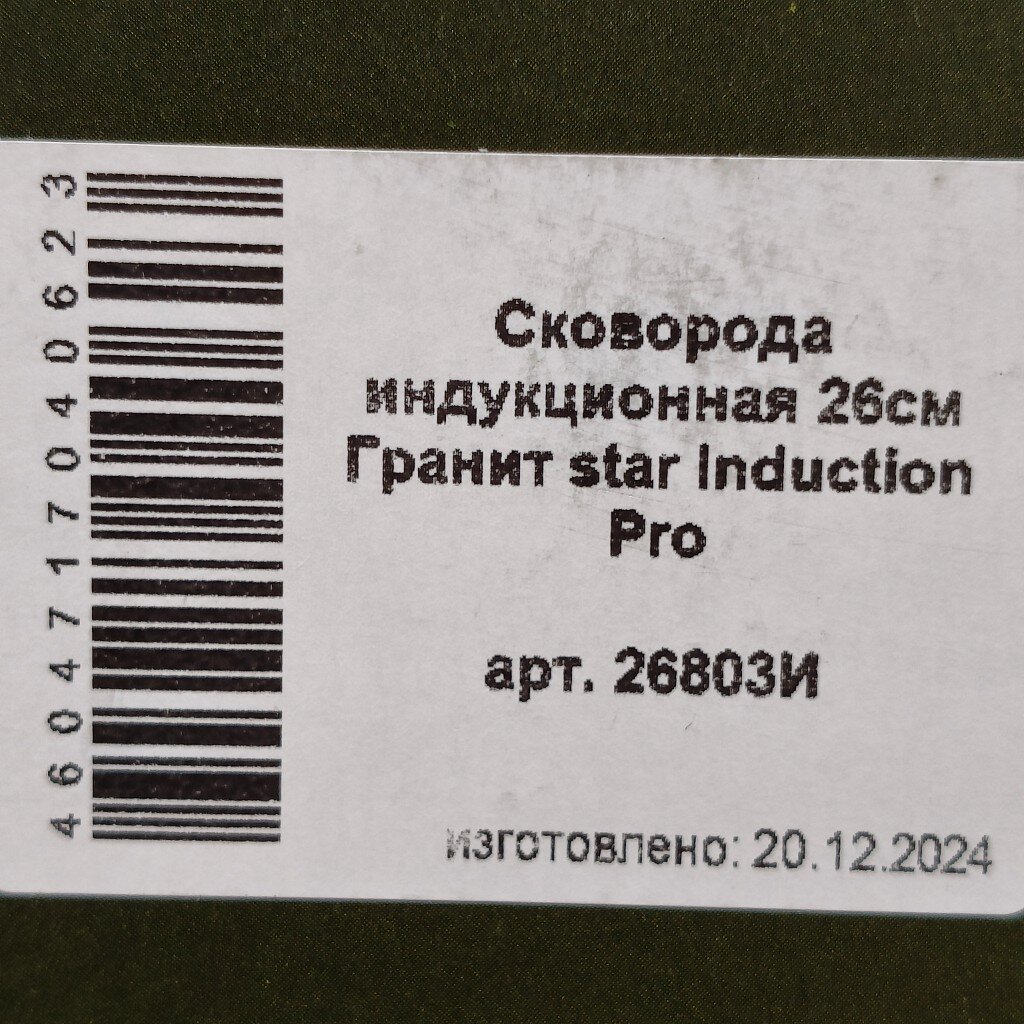 4604717040623
Сковорода
индукционная 26см
Гранит star Induction
Pro
арт. 26803И
изготовлено: 20.12.2024